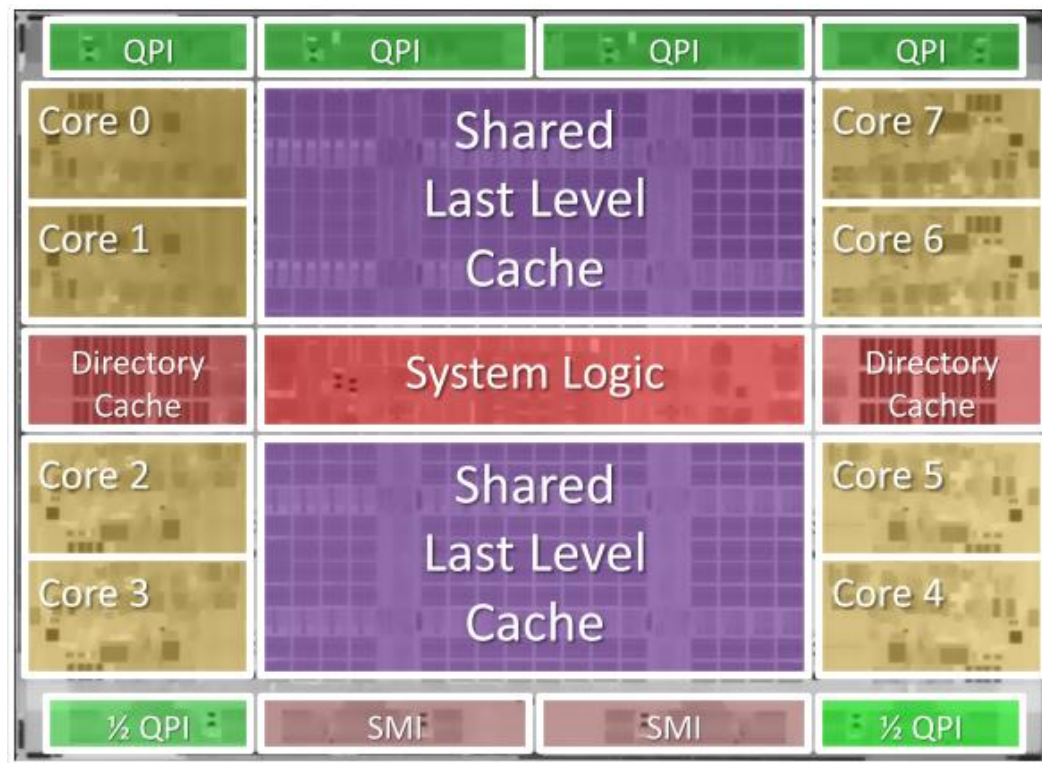 QPI
QPI
QPI
QPI
Core 0
Shared
Last Level
Cache
Core 7
Core 1
Core 6
Directory
Cache
System Logic
Directory
Cache
Core 2
Shared
Last Level
Cache
Core 5
Core 3
Core 4
½ QPI
SMI
SMI
½ QPI